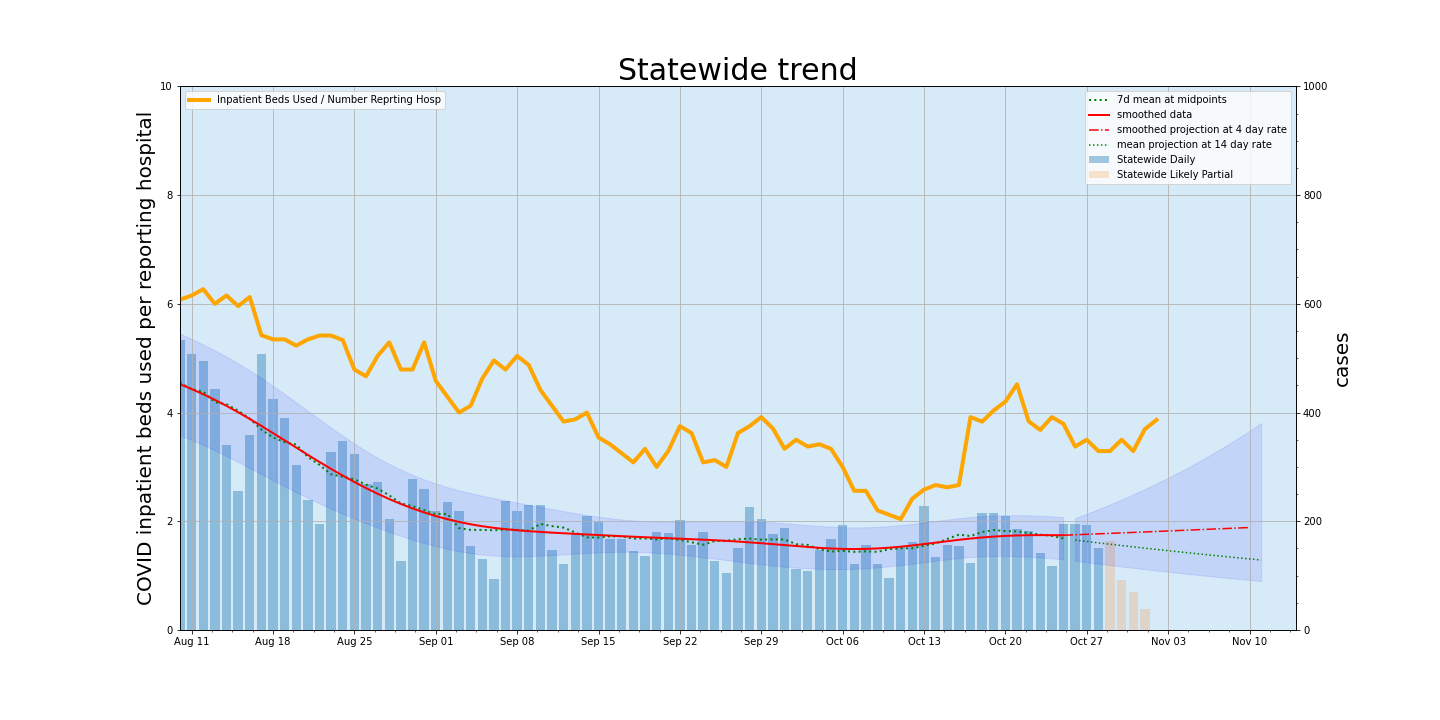 Statewide trend
Inpatient Beds Used / Number Reprting Hosp
7d mean at midpoints
smoothed data
smoothed projection at 4 day rate
mean projection at 14 day rate
Statewide Daily
Statewide Likely Partial
COVID inpatient beds used per reporting hospital
10
8
6
4
2
0
1000
800
600
400
200
0
cases
Aug 11
Aug 18
Aug 25
Sep 01
Sep 08
Sep 15
Sep 22
Sep 29
Oct 06
Oct 13
Oct 20
Oct 27
Nov 03
Nov 10